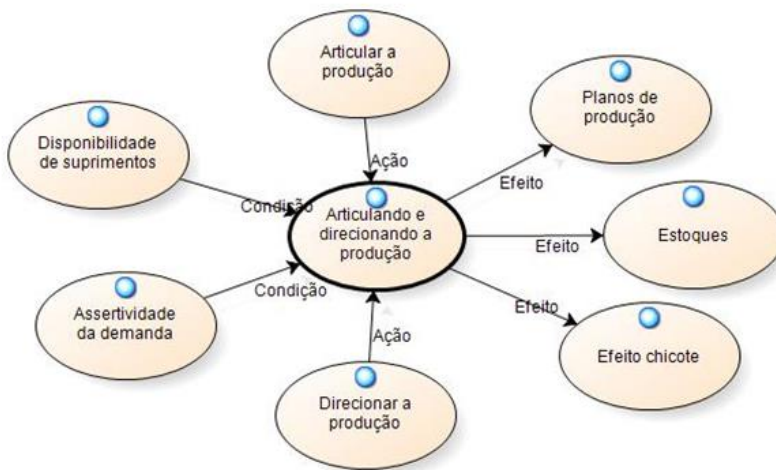 Articular a
produção
Planos de
produção
Disponibilidade
de suprimentos
Ação
Efeito
Condição
Articulando e
direcionando a
produção
Efeito
Estoques
Condição
Assertividade
da demanda
Efeito
Ação
Efeito chicote
Direcionar a
produção